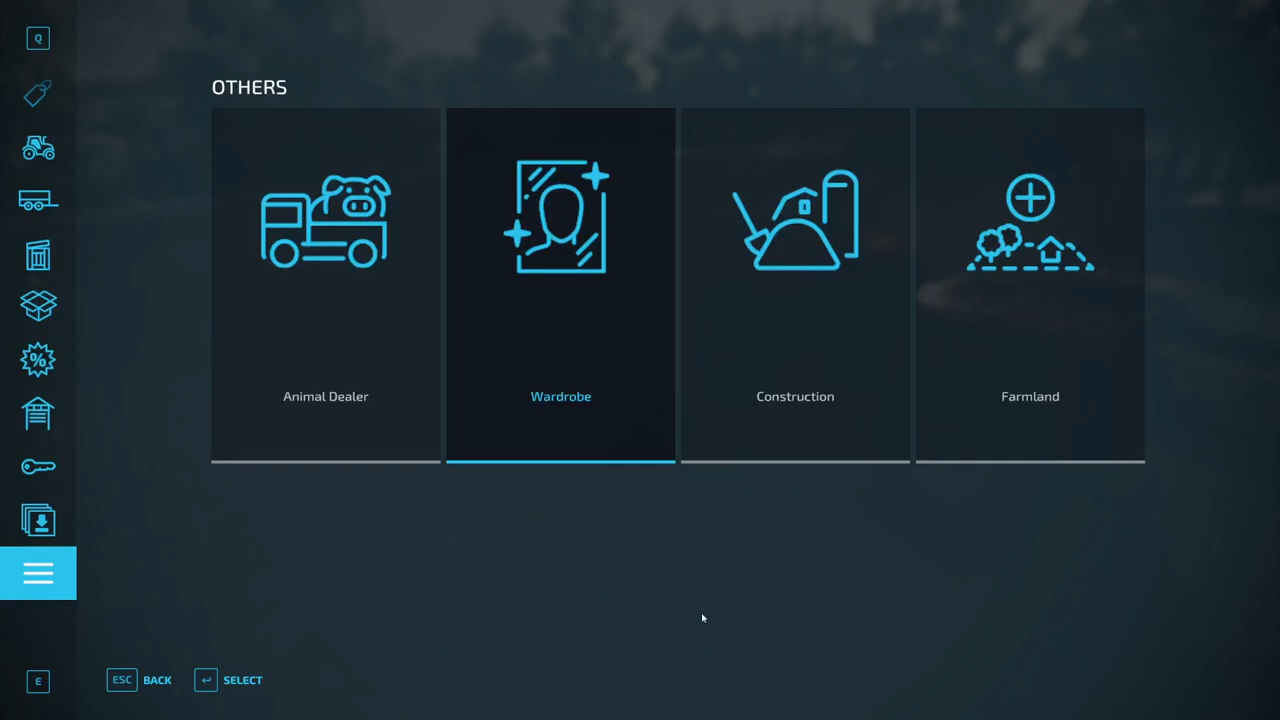 Q
OTHERS
%
Animal Dealer
Wardrobe
Construction
Farmland
E
ESC BACK
SELECT